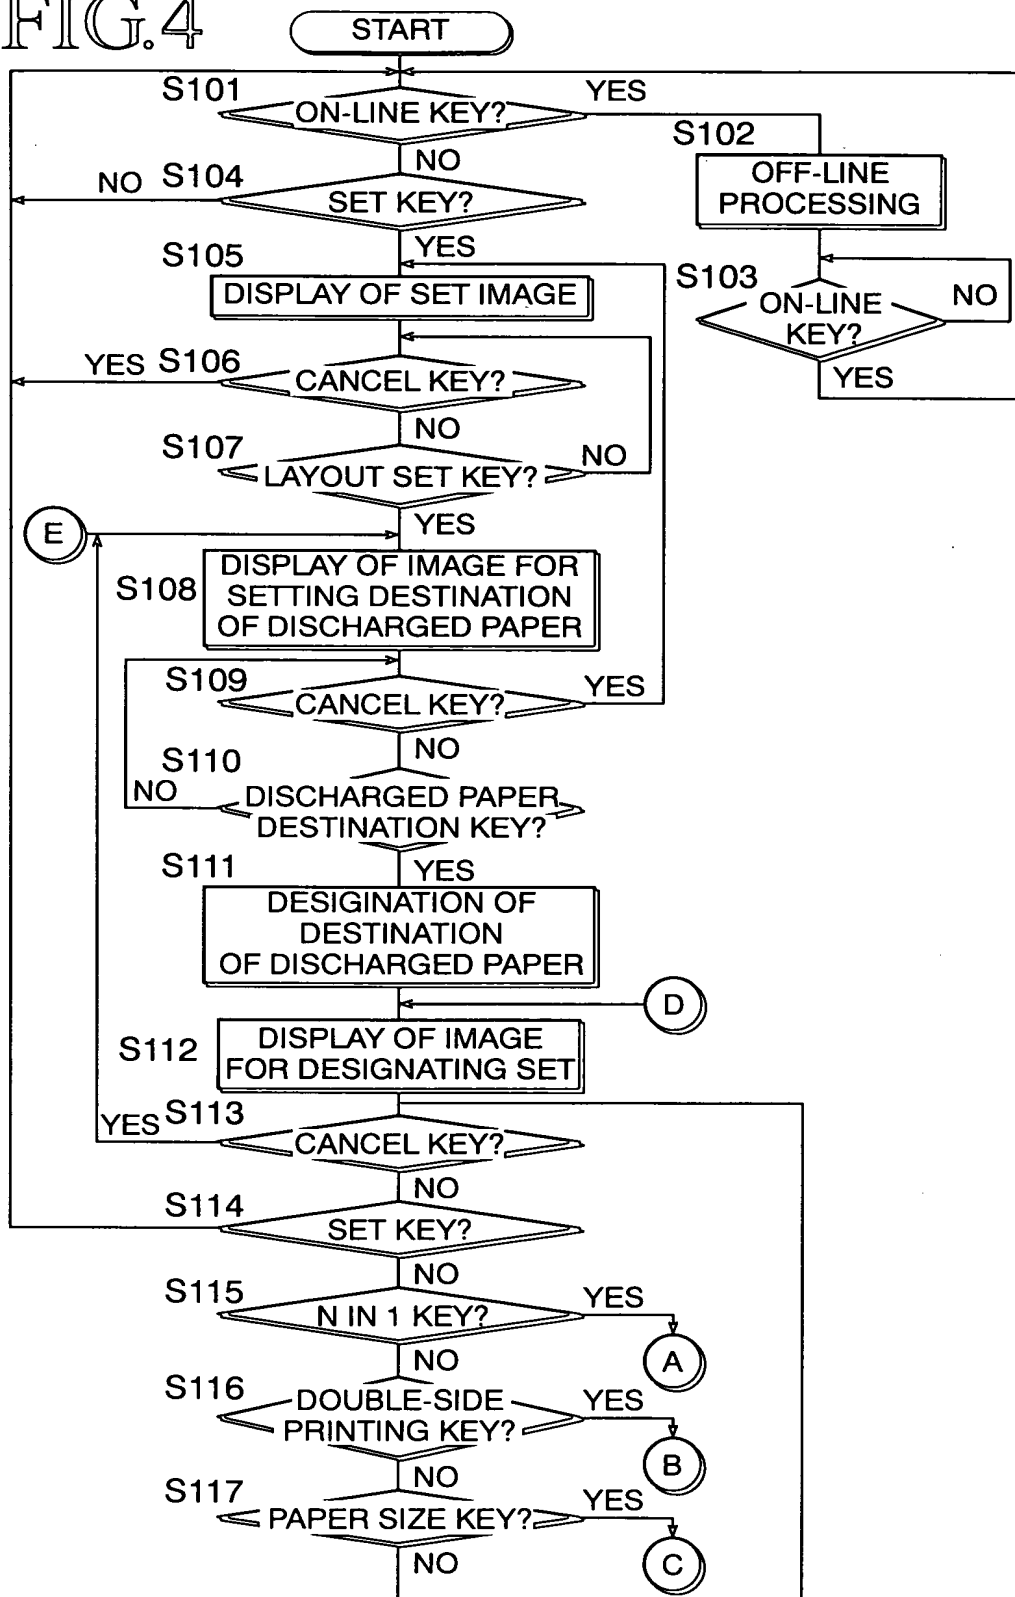 FIG.4
START
S101
ON-LINE KEY?
YES
NO
S102
OFF-LINE
PROCESSING
S103
ON-LINE
KEY?
NO
YES
S104
NO
SET KEY?
YES
S105
DISPLAY OF SET IMAGE
S106
YES
CANCEL KEY?
NO
S107
LAYOUT SET KEY?
NO
YES
E
S108
DISPLAY OF IMAGE FOR
SETTING DESTINATION
OF DISCHARGED PAPER
S109
CANCEL KEY?
YES
NO
S110
NO
DISCHARGED PAPER
DESTINATION KEY?
YES
S111
DESIGINATION OF
DESTINATION
OF DISCHARGED PAPER
D
S112
DISPLAY OF IMAGE
FOR DESIGNATING SET
S113
YES
CANCEL KEY?
NO
S114
SET KEY?
NO
S115
N IN 1 KEY?
YES
A
NO
S116
DOUBLE-SIDE
PRINTING KEY?
YES
B
NO
S117
PAPER SIZE KEY?
YES
C
NO